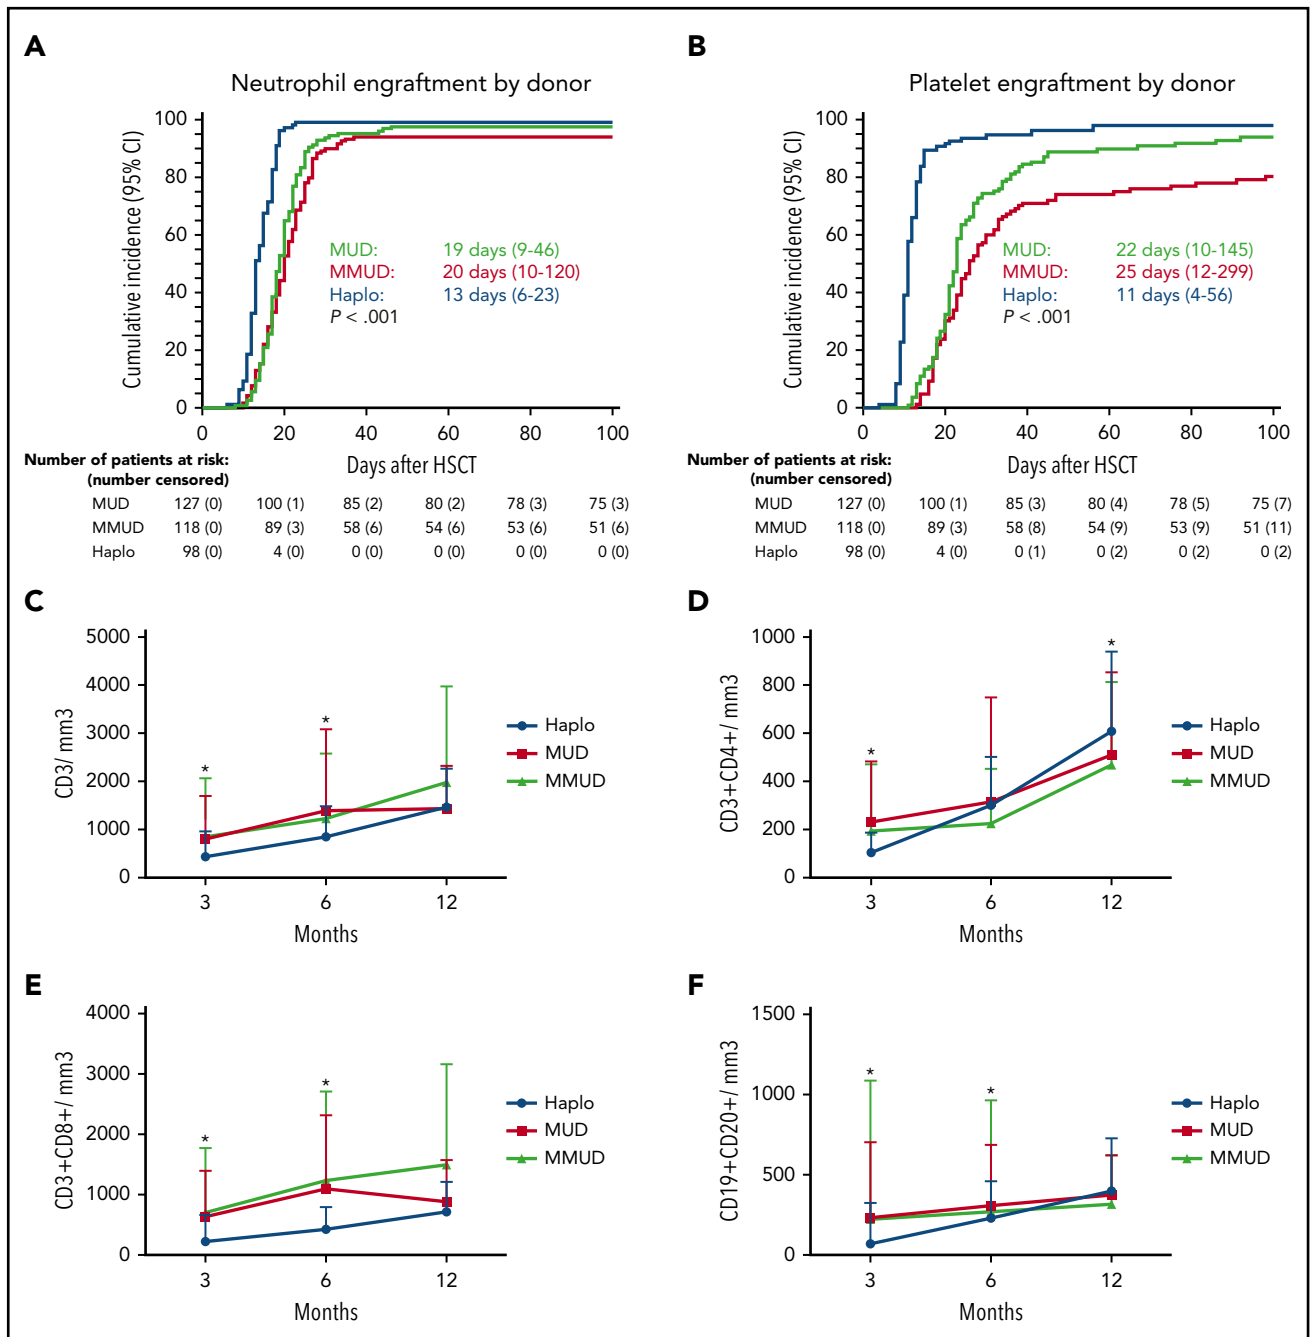 A
Neutrophil engraftment by donor
Cumulative incidence (95% CI)
100
80
60
40
20
0
MUD: 19 days (9-46)
MMUD: 20 days (10-120)
Haplo: 13 days (6-23)
P < .001
0 20 40 60 80 100
Days after HSCT
Number of patients at risk:
(number censored)
MUD 127 (0) 100 (1) 85 (2) 80 (2) 78 (3) 75 (3)
MMUD 118 (0) 89 (3) 58 (6) 54 (6) 53 (6) 51 (6)
Haplo 98 (0) 4 (0) 0 (0) 0 (0) 0 (0) 0 (0)
B
Platelet engraftment by donor
Cumulative incidence (95% CI)
100
80
60
40
20
0
MUD: 22 days (10-145)
MMUD: 25 days (12-299)
Haplo: 11 days (4-56)
P < .001
0 20 40 60 80 100
Days after HSCT
Number of patients at risk:
(number censored)
MUD 127 (0) 100 (1) 85 (3) 80 (4) 78 (5) 75 (7)
MMUD 118 (0) 89 (3) 58 (8) 54 (9) 53 (9) 51 (11)
Haplo 98 (0) 4 (0) 0 (1) 0 (2) 0 (2) 0 (2)
C
CD3/ mm3
5000
4000
3000
2000
1000
0
* *
3 6 12
Months
Haplo
MUD
MMUD
D
CD3+CD4+/ mm3
1000
800
600
400
200
0
* *
3 6 12
Months
Haplo
MUD
MMUD
E
CD3+CD8+/ mm3
4000
3000
2000
1000
0
* *
3 6 12
Months
Haplo
MUD
MMUD
F
CD19+CD20+/ mm3
1500
1000
500
0
* *
3 6 12
Months
Haplo
MUD
MMUD